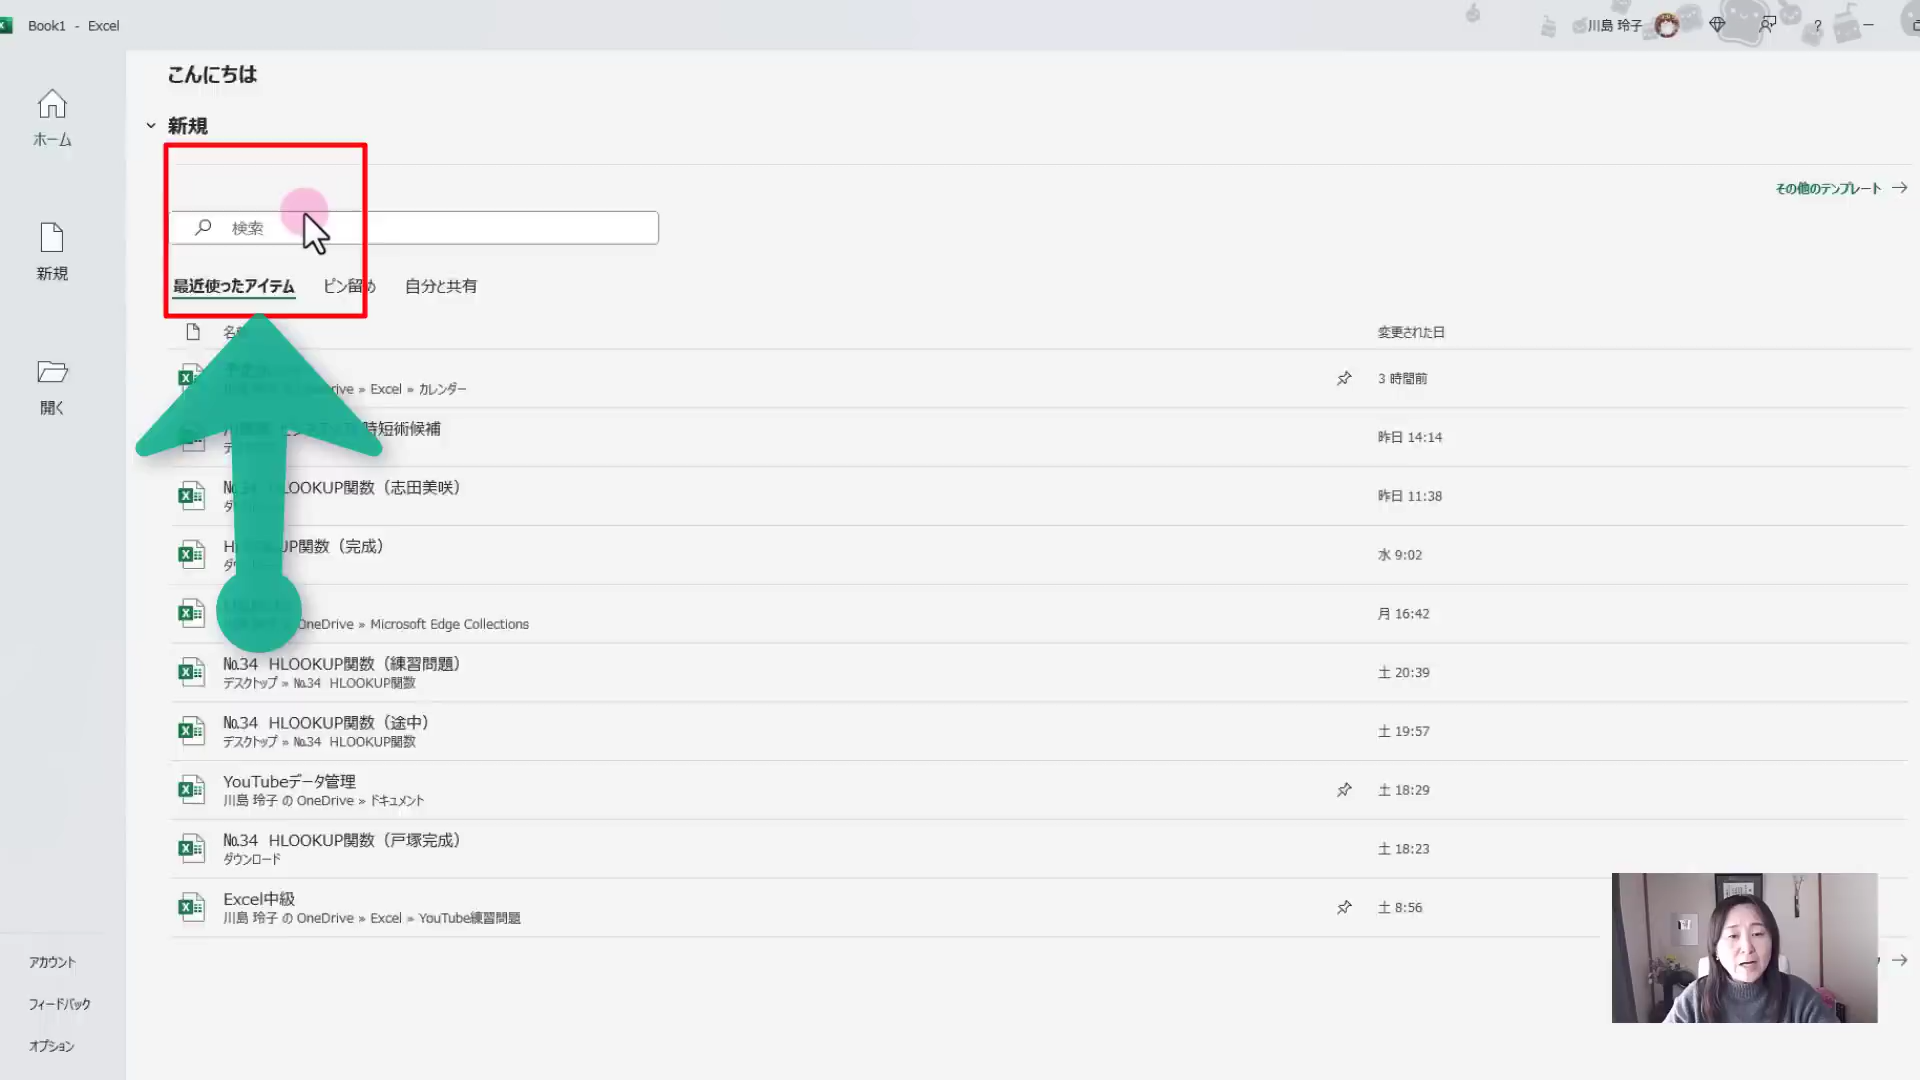 Book1 - Excel
川島 玲子
?
こんにちは
ホーム
新規
その他のテンプレート
検索
新規
最近使ったアイテム ピン留め 自分と共有
名前
変更された日
開く
» Excel » カレンダー
3 時間前
時短術候補
昨日 14:14
LOOKUP関数（志田美咲）
昨日 11:38
UP関数（完成）
水 9:02
OneDrive » Microsoft Edge Collections
月 16:42
№34 HLOOKUP関数（練習問題）
デスクトップ » №34 HLOOKUP関数
土 20:39
№34 HLOOKUP関数（途中）
デスクトップ » №34 HLOOKUP関数
土 19:57
YouTubeデータ管理
川島 玲子 の OneDrive » ドキュメント
土 18:29
№34 HLOOKUP関数（戸塚完成）
ダウンロード
土 18:23
Excel中級
川島 玲子 の OneDrive » Excel » YouTube練習問題
土 8:56
アカウント
フィードバック
オプション